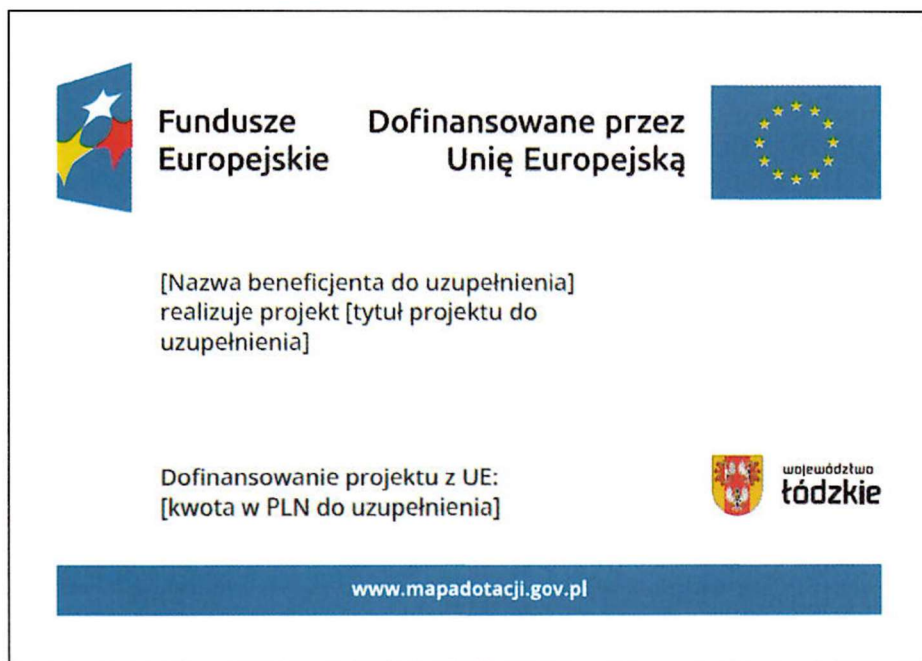 Fundusze
Europejskie
Dofinansowane przez
Unię Europejską
[Nazwa beneficjenta do uzupełnienia]
realizuje projekt [tytuł projektu do
uzupełnienia]
Dofinansowanie projektu z UE:
[kwota w PLN do uzupełnienia]
województwo
łódzkie
www.mapadotacji.gov.pl